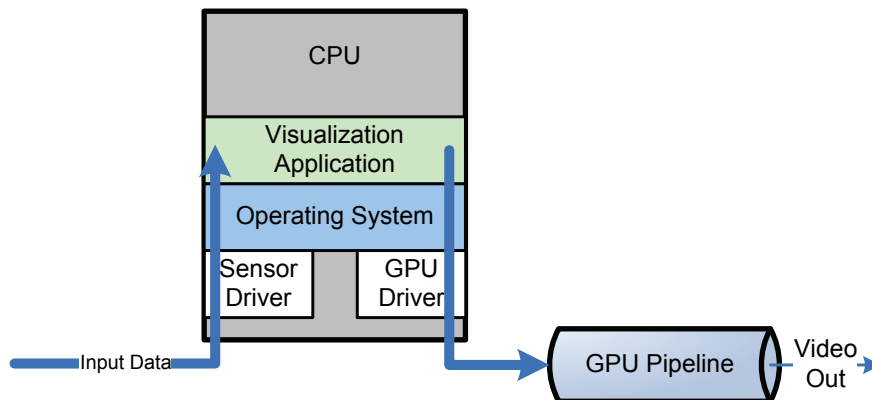 CPU
Visualization
Application
Operating System
Sensor
Driver
GPU
Driver
Input Data
GPU Pipeline
Video
Out